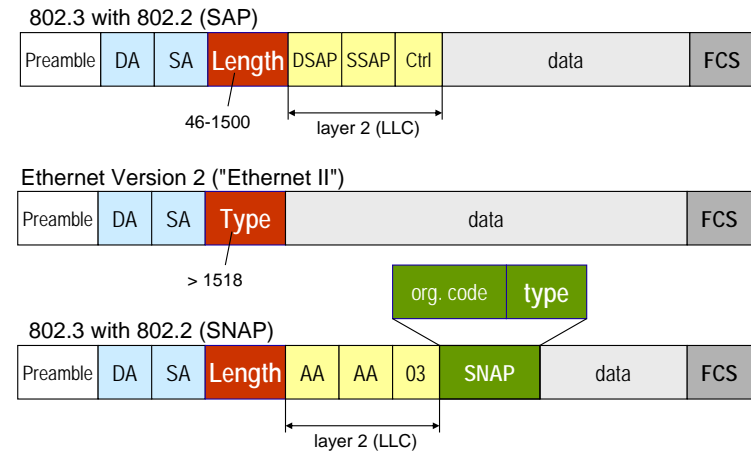 802.3 with 802.2 (SAP)
Preamble DA SA Length DSAP SSAP Ctrl data FCS
46-1500
layer 2 (LLC)
Ethernet Version 2 ("Ethernet II")
Preamble DA SA Type data FCS
> 1518
org. code type
802.3 with 802.2 (SNAP)
Preamble DA SA Length AA AA 03 SNAP data FCS
layer 2 (LLC)